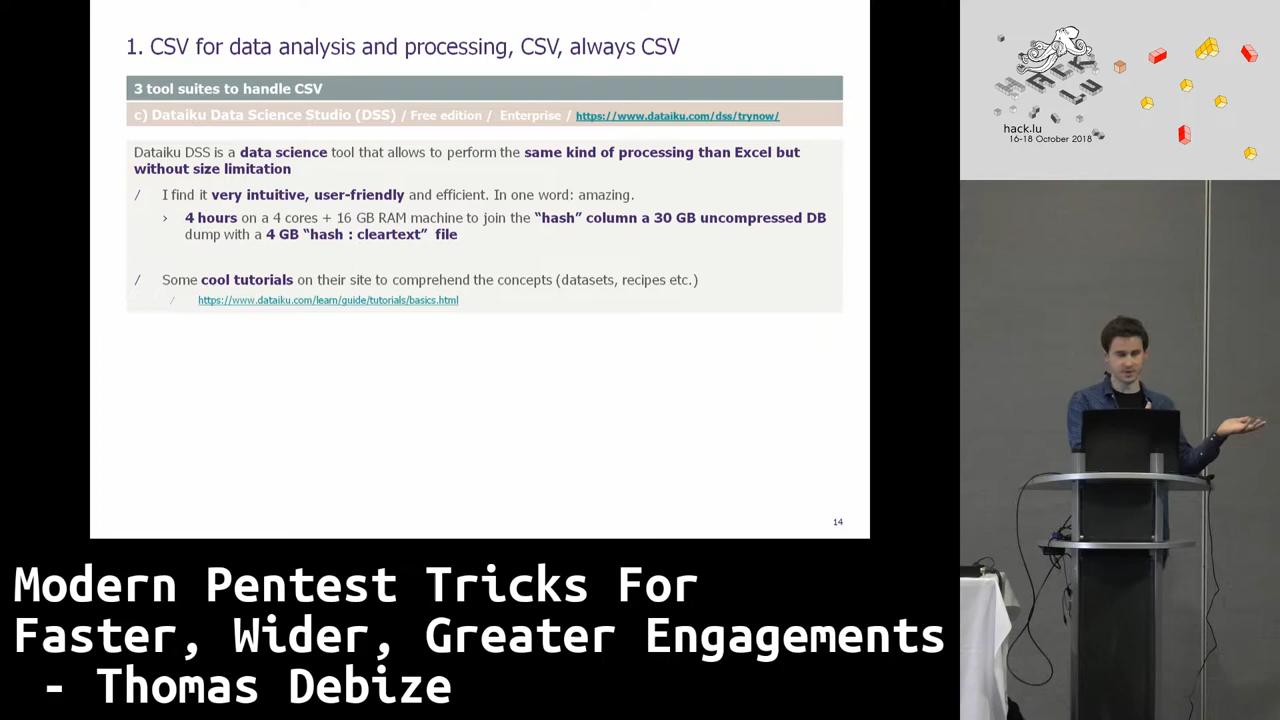 1. CSV for data analysis and processing, CSV, always CSV
3 tool suites to handle CSV
c) Dataiku Data Science Studio (DSS) / Free edition / Enterprise / https://www.dataiku.com/dss/trynow/
Dataiku DSS is a data science tool that allows to perform the same kind of processing than Excel but
without size limitation
/ I find it very intuitive, user-friendly and efficient. In one word: amazing.
› 4 hours on a 4 cores + 16 GB RAM machine to join the “hash” column a 30 GB uncompressed DB
dump with a 4 GB “hash : cleartext” file
/ Some cool tutorials on their site to comprehend the concepts (datasets, recipes etc.)
/ https://www.dataiku.com/learn/guide/tutorials/basics.html
14
HACK
LU
hack.lu
16-18 October 2018
Modern Pentest Tricks For
Faster, Wider, Greater Engagements
- Thomas Debize